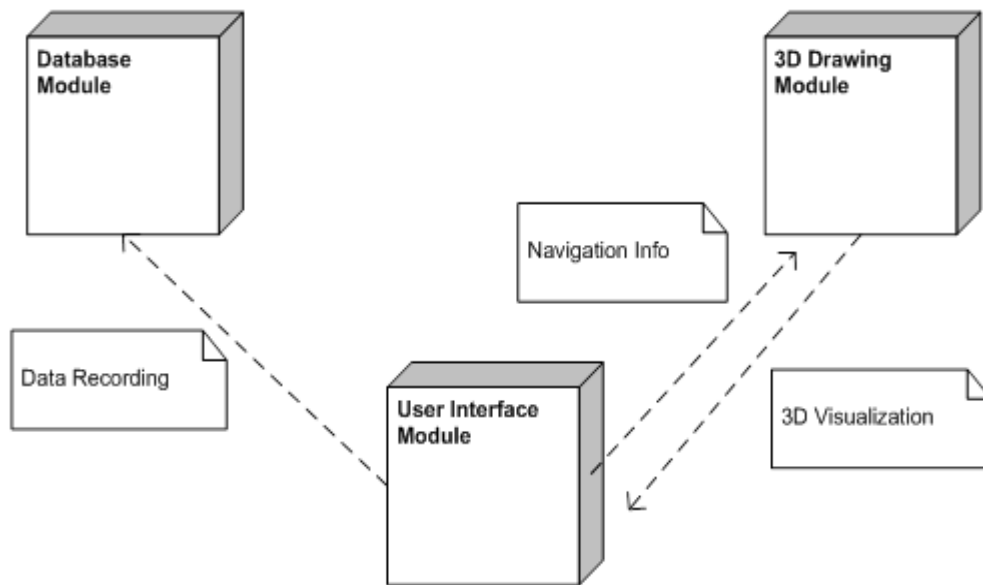 Database
Module
3D Drawing
Module
Navigation Info
Data Recording
User Interface
Module
3D Visualization